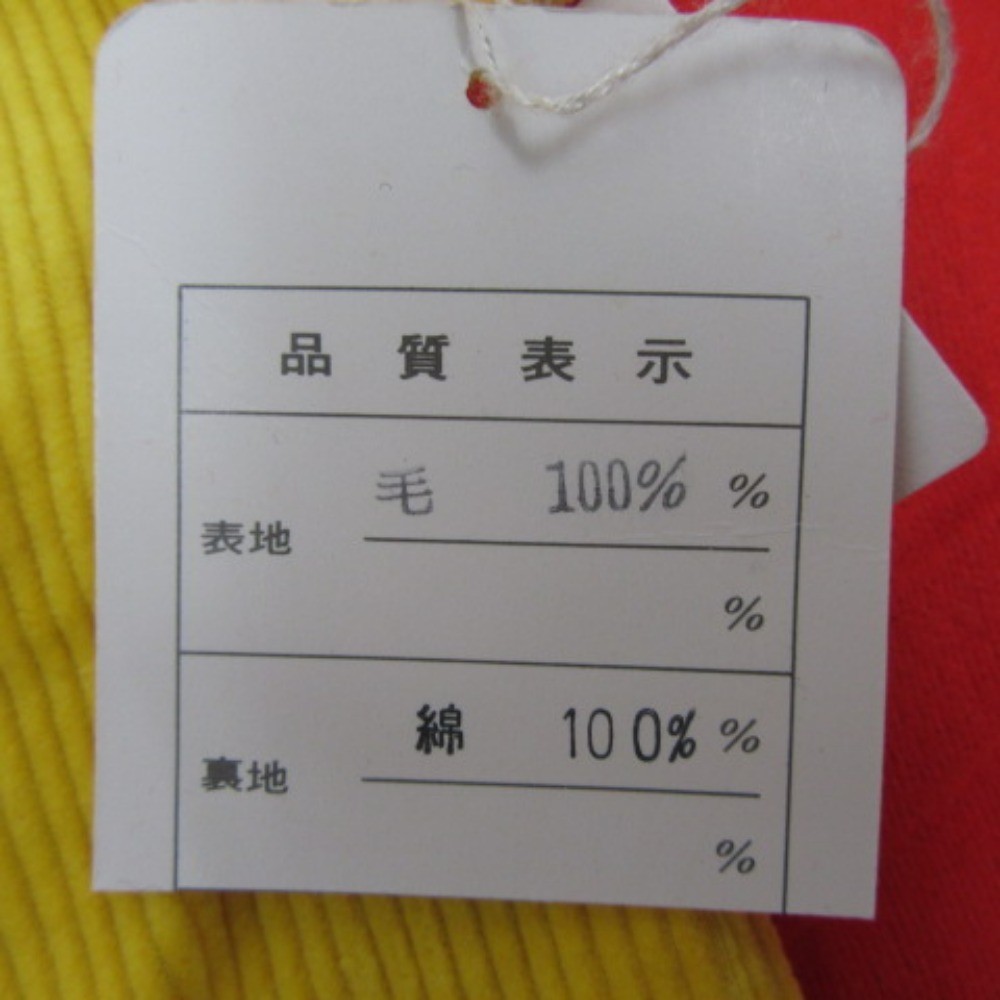 品質表示
毛 100% %
表地
%
綿 100% %
裏地
%